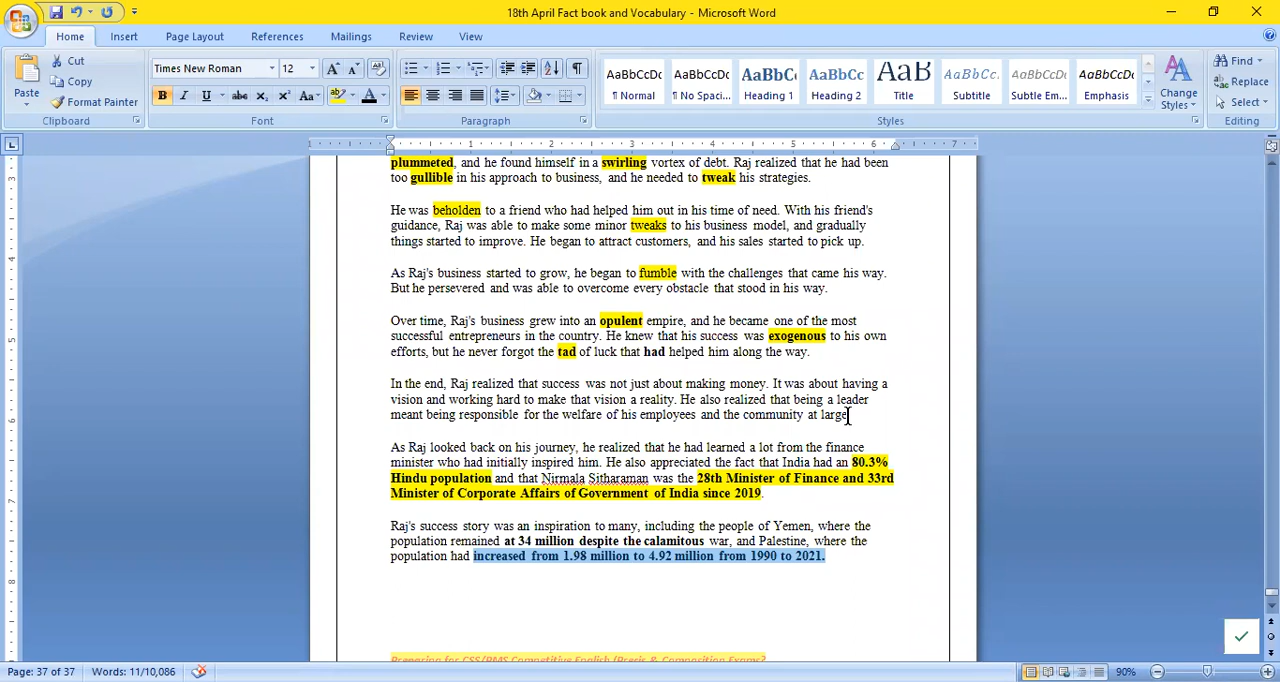 18th April Fact book and Vocabulary - Microsoft Word
Home Insert Page Layout References Mailings Review View
Paste
Cut
Copy
Format Painter
Clipboard
Times New Roman 12
B I U abc X₂ X² Aa
Font
Paragraph
AaBbCcDc AaBbCcDc AaBbC AaBbCc AaB AaBbCc. AaBbCcDc AaBbCcDc
¶ Normal ¶ No Spaci... Heading 1 Heading 2 Title Subtitle Subtle Em... Emphasis
Change Styles
Styles
Find
Replace
Select
Editing
plummeted, and he found himself in a swirling vortex of debt. Raj realized that he had been
too gullible in his approach to business, and he needed to tweak his strategies.
He was beholden to a friend who had helped him out in his time of need. With his friend's
guidance, Raj was able to make some minor tweaks to his business model, and gradually
things started to improve. He began to attract customers, and his sales started to pick up.
As Raj's business started to grow, he began to fumble with the challenges that came his way.
But he persevered and was able to overcome every obstacle that stood in his way.
Over time, Raj's business grew into an opulent empire, and he became one of the most
successful entrepreneurs in the country. He knew that his success was exogenous to his own
efforts, but he never forgot the tad of luck that had helped him along the way.
In the end, Raj realized that success was not just about making money. It was about having a
vision and working hard to make that vision a reality. He also realized that being a leader
meant being responsible for the welfare of his employees and the community at large
As Raj looked back on his journey, he realized that he had learned a lot from the finance
minister who had initially inspired him. He also appreciated the fact that India had an 80.3%
Hindu population and that Nirmala Sitharaman was the 28th Minister of Finance and 33rd
Minister of Corporate Affairs of Government of India since 2019.
Raj's success story was an inspiration to many, including the people of Yemen, where the
population remained at 34 million despite the calamitous war, and Palestine, where the
population had increased from 1.98 million to 4.92 million from 1990 to 2021.
Preparing for CSS/PMS Competitive English (Precis & Composition Exams?
Page: 37 of 37 Words: 11/10,086 90%